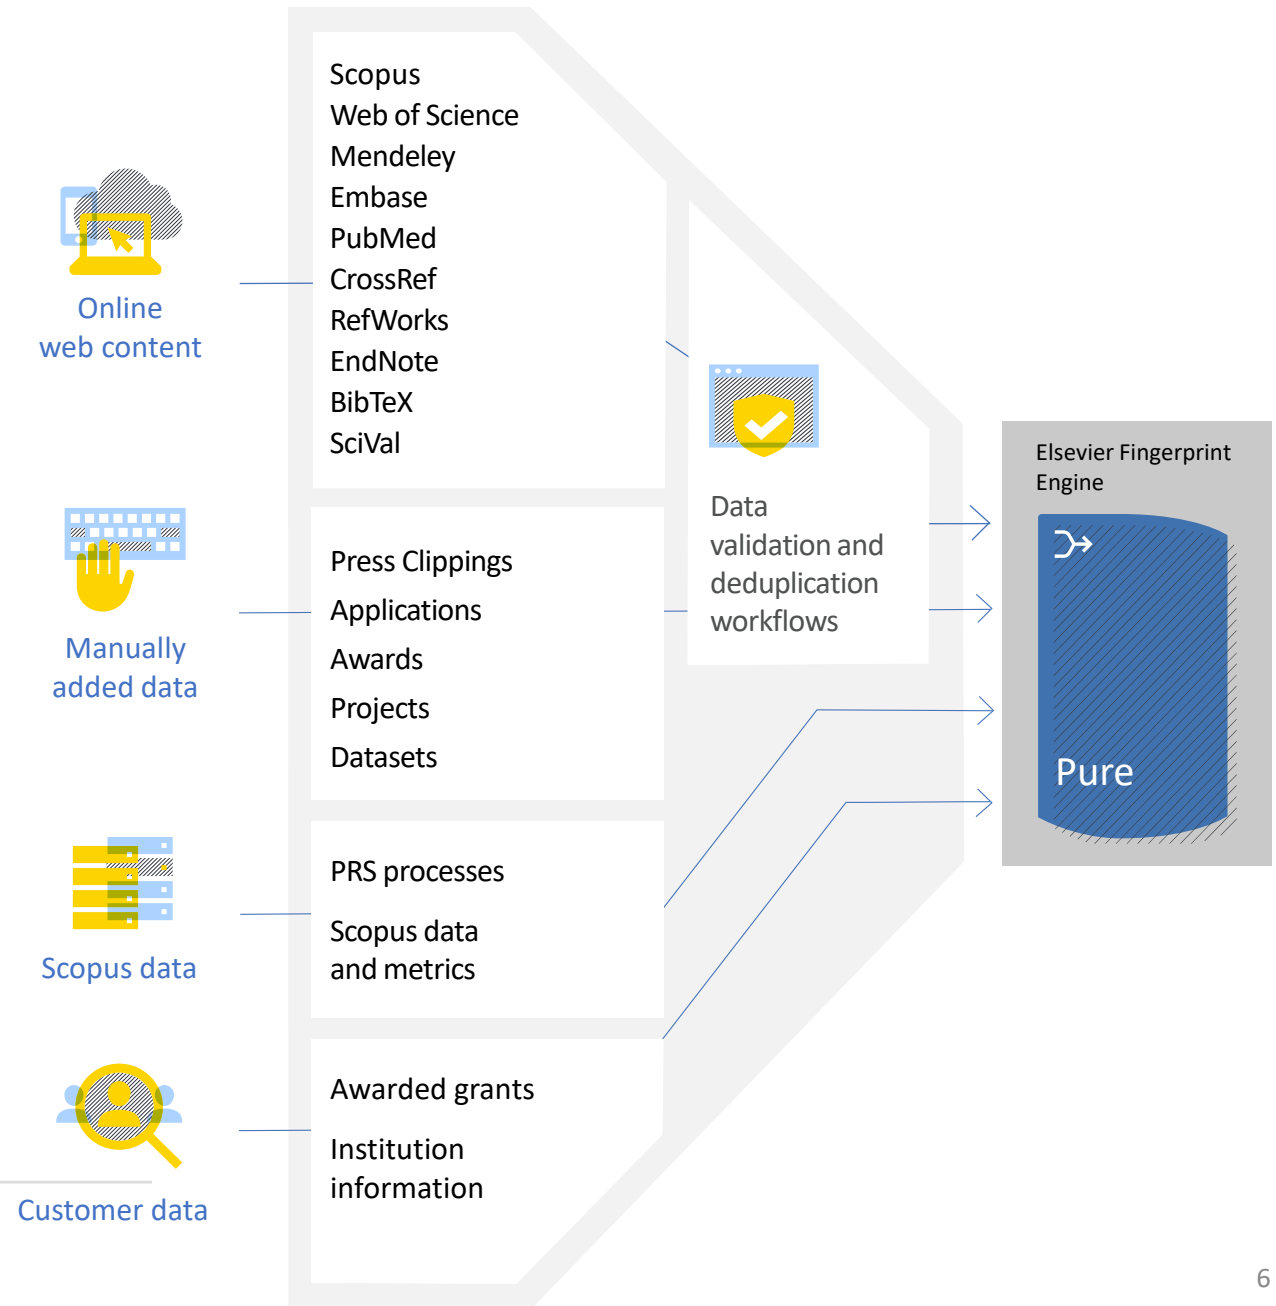 Online
web content
Scopus
Web of Science
Mendeley
Embase
PubMed
CrossRef
RefWorks
EndNote
BibTeX
SciVal
Manually
added data
Press Clippings
Applications
Awards
Projects
Datasets
Data
validation and
deduplication
workflows
Scopus data
PRS processes
Scopus data
and metrics
Customer data
Awarded grants
Institution
information
Elsevier Fingerprint
Engine
Pure
6